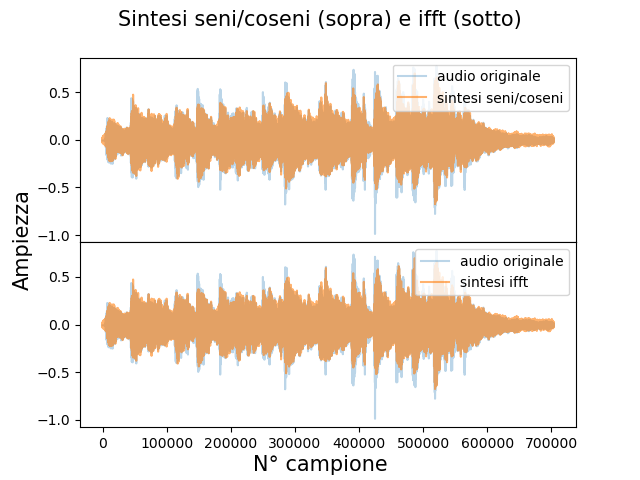 Sintesi seni/coseni (sopra) e ifft (sotto)
audio originale
sintesi seni/coseni
0.5
0.0
−0.5
−1.0
Ampiezza
audio originale
sintesi ifft
0.5
0.0
−0.5
−1.0
0 100000 200000 300000 400000 500000 600000 700000
N° campione